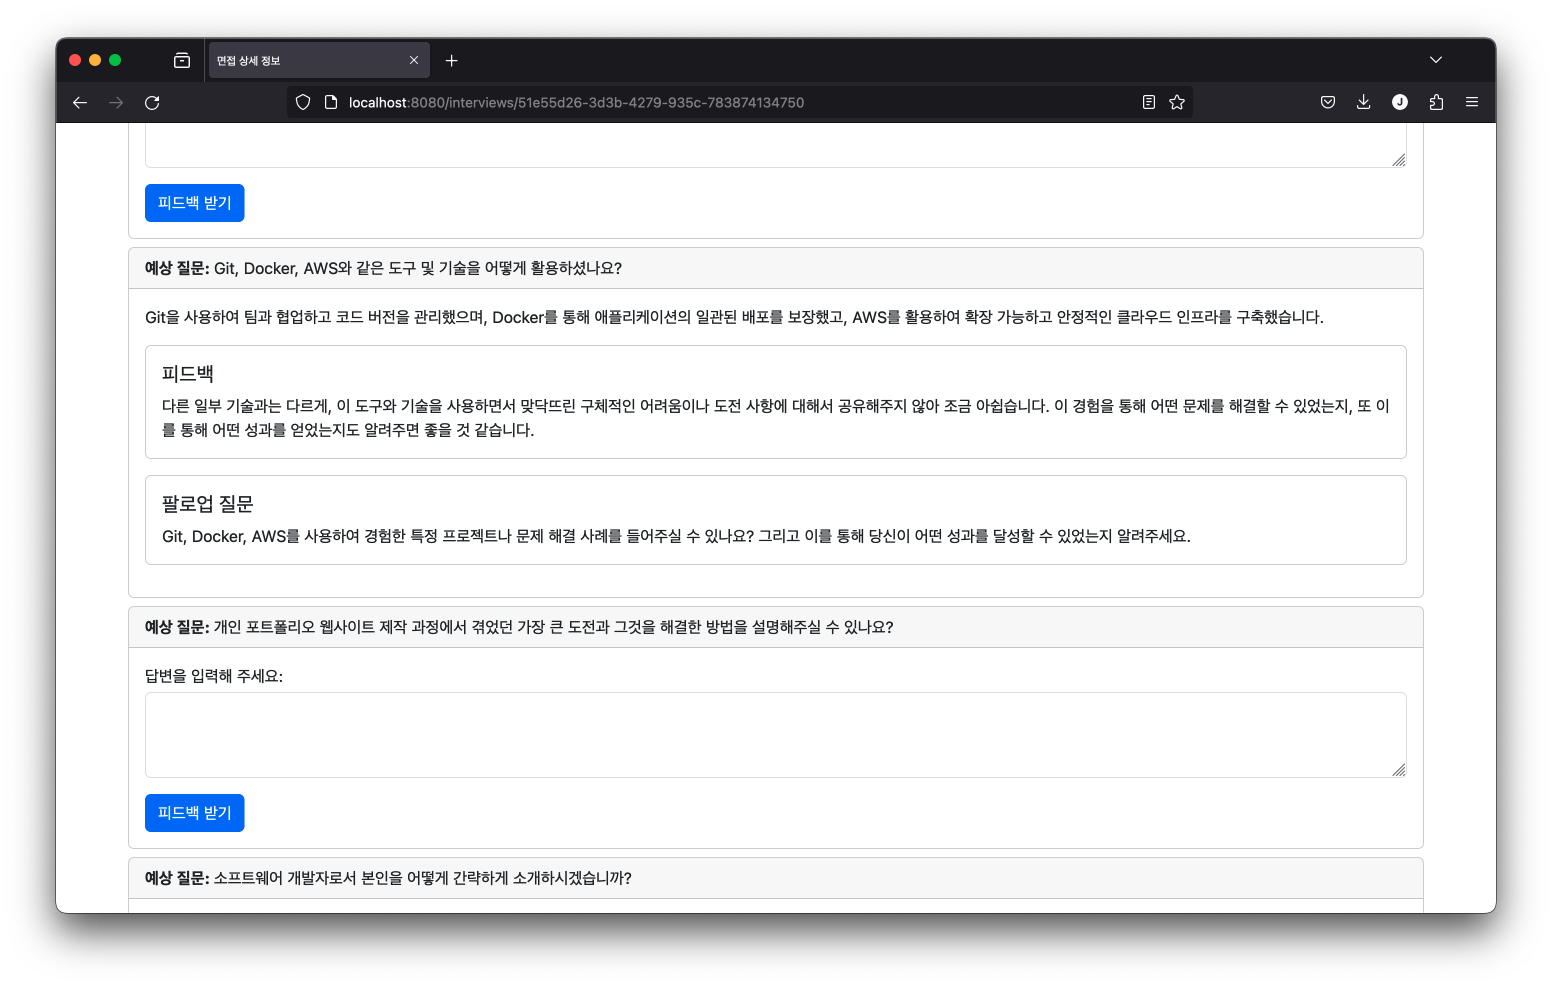 면접 상세 정보
localhost:8080/interviews/51e55d26-3d3b-4279-935c-783874134750
J
피드백 받기
예상 질문: Git, Docker, AWS와 같은 도구 및 기술을 어떻게 활용하셨나요?
Git을 사용하여 팀과 협업하고 코드 버전을 관리했으며, Docker를 통해 애플리케이션의 일관된 배포를 보장했고, AWS를 활용하여 확장 가능하고 안정적인 클라우드 인프라를 구축했습니다.
피드백
다른 일부 기술과는 다르게, 이 도구와 기술을 사용하면서 맞닥뜨린 구체적인 어려움이나 도전 사항에 대해서 공유해주지 않아 조금 아쉽습니다. 이 경험을 통해 어떤 문제를 해결할 수 있었는지, 또 이
를 통해 어떤 성과를 얻었는지도 알려주면 좋을 것 같습니다.
팔로업 질문
Git, Docker, AWS를 사용하여 경험한 특정 프로젝트나 문제 해결 사례를 들어주실 수 있나요? 그리고 이를 통해 당신이 어떤 성과를 달성할 수 있었는지 알려주세요.
예상 질문: 개인 포트폴리오 웹사이트 제작 과정에서 겪었던 가장 큰 도전과 그것을 해결한 방법을 설명해주실 수 있나요?
답변을 입력해 주세요:
피드백 받기
예상 질문: 소프트웨어 개발자로서 본인을 어떻게 간략하게 소개하시겠습니까?